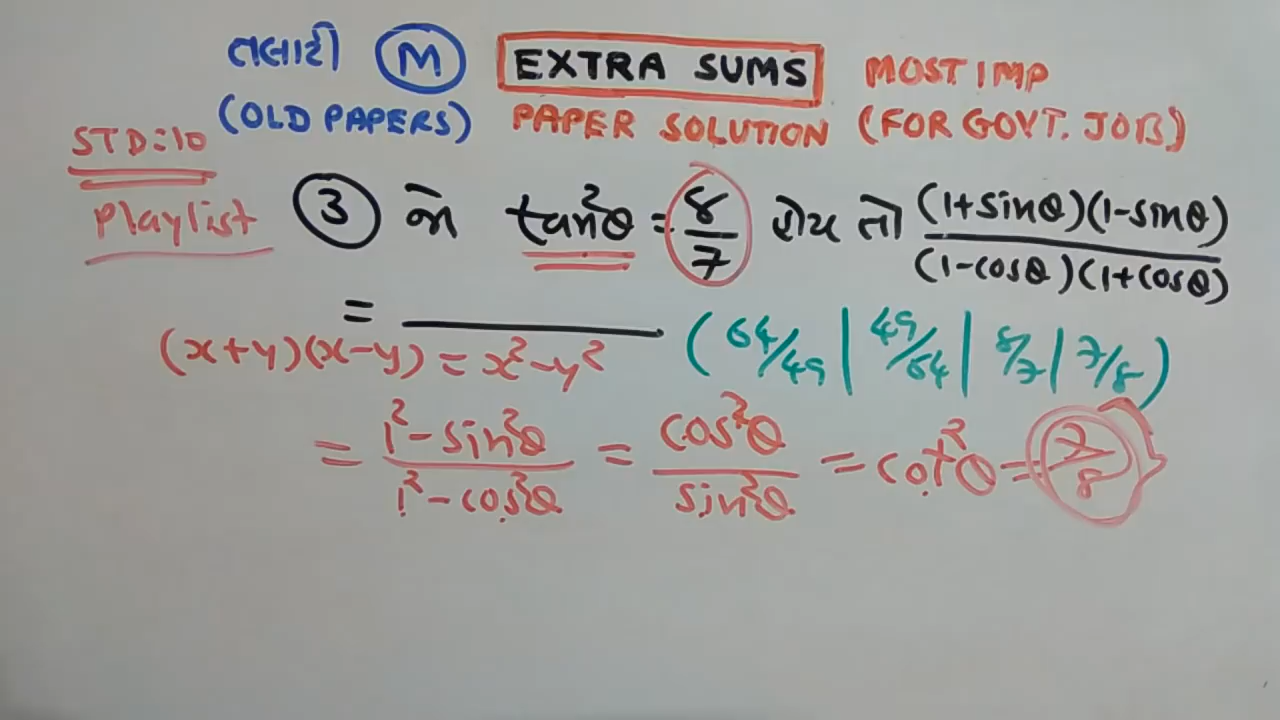 તલાટી M EXTRA SUMS MOST IMP
(OLD PAPERS) PAPER SOLUTION (FOR GOVT. JOB)
STD:10
Playlist
3 જો tan²θ = 8/7 હોય તો (1+sinθ)(1-sinθ)/(1-cosθ)(1+cosθ)
= ________ (64/49 | 49/64 | 8/7 | 7/8)
(x+y)(x-y) = x²-y²
= 1²-sin²θ/1²-cos²θ = cos²θ/sin²θ = cot²θ = 7/8